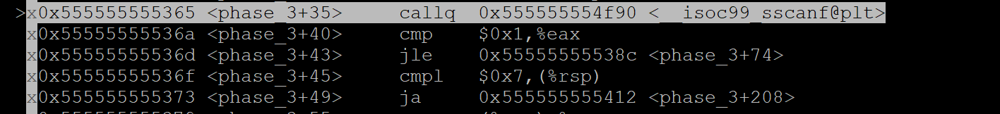 >x0x555555555365 <phase_3+35> callq 0x555555554f90 <__isoc99_sscanf@plt>
x0x55555555536a <phase_3+40> cmp $0x1,%eax
x0x55555555536d <phase_3+43> jle 0x55555555538c <phase_3+74>
x0x55555555536f <phase_3+45> cmpl $0x7,(%rsp)
x0x555555555373 <phase_3+49> ja 0x555555555412 <phase_3+208>